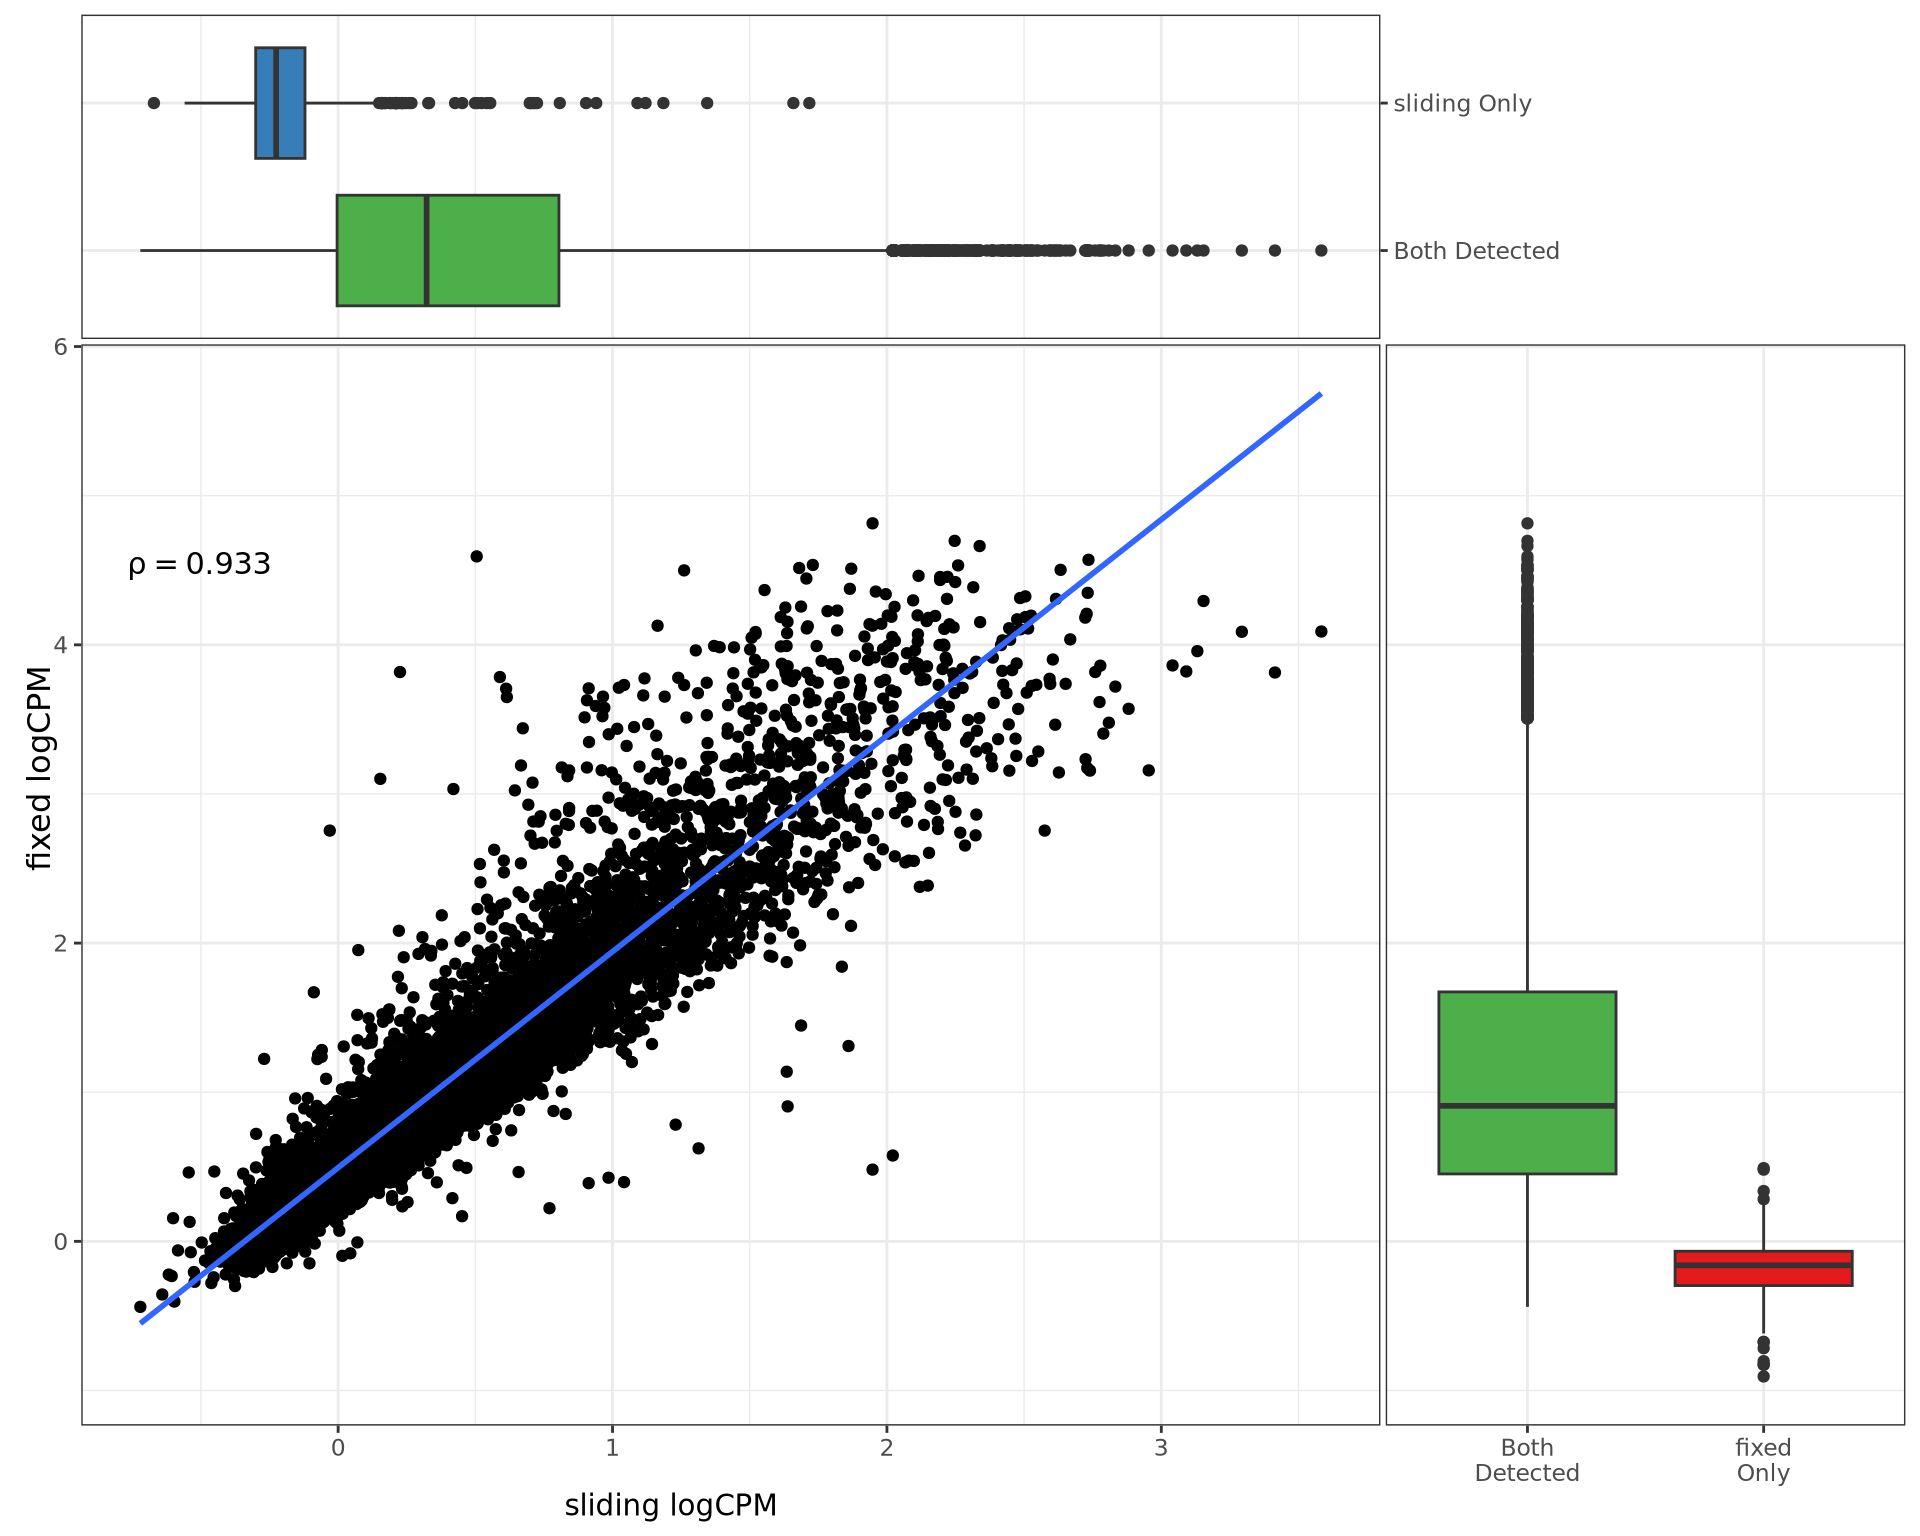 sliding Only
Both Detected
6
4
2
0
fixed logCPM
ρ = 0.933
0 1 2 3
sliding logCPM
Both
Detected
fixed
Only